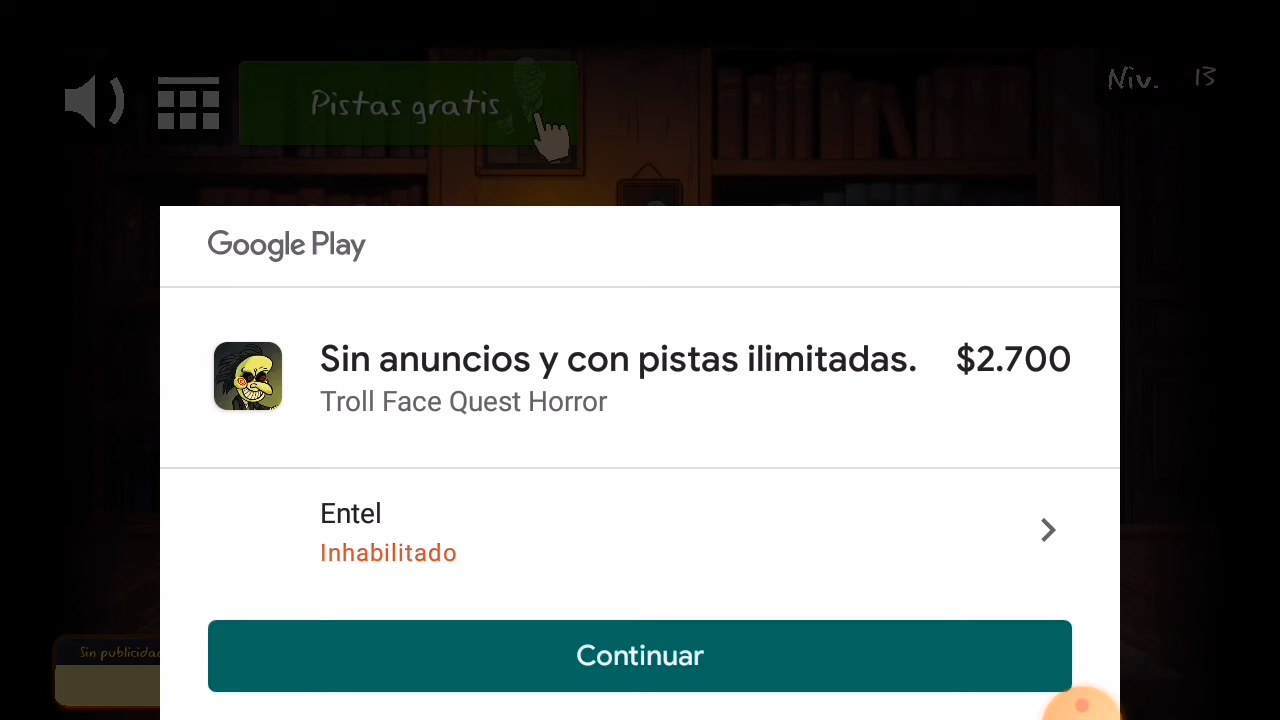 Pistas gratis
Niv. 13
Google Play
Sin anuncios y con pistas ilimitadas. $2.700
Troll Face Quest Horror
Entel
Inhabilitado
Continuar
Sin publicidad